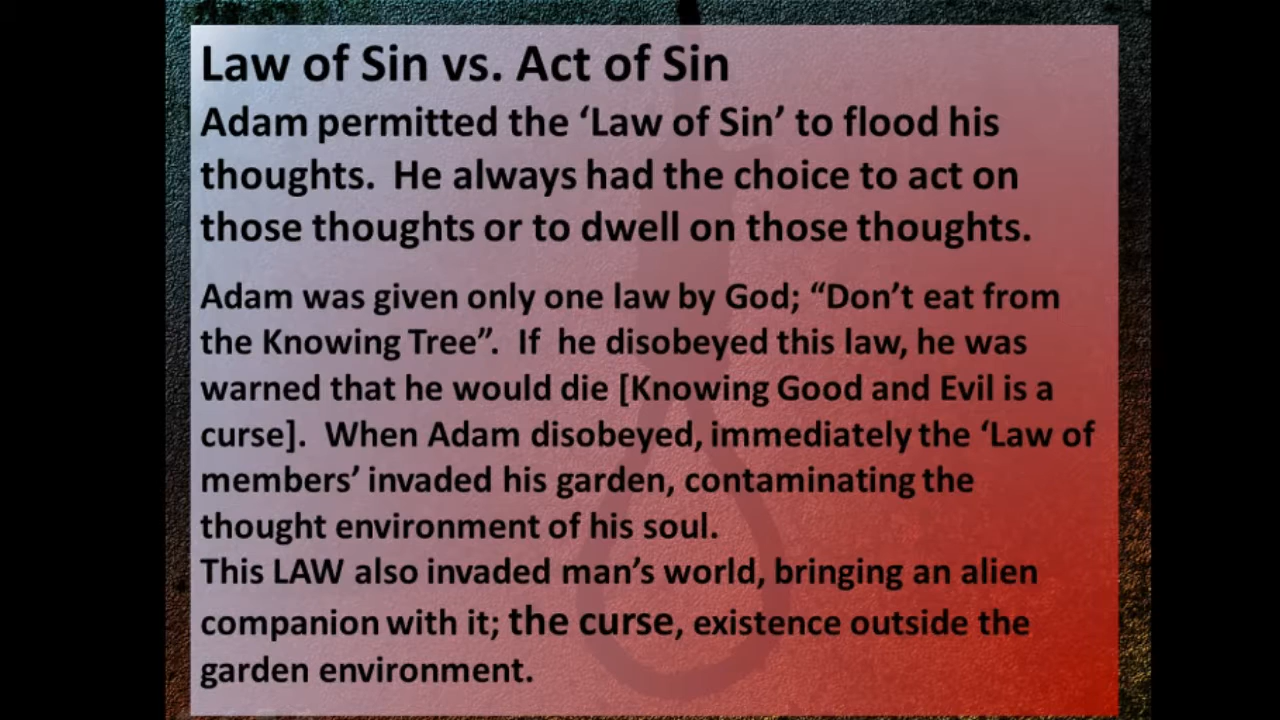 Law of Sin vs. Act of Sin
Adam permitted the ‘Law of Sin’ to flood his
thoughts.  He always had the choice to act on
those thoughts or to dwell on those thoughts.
Adam was given only one law by God; “Don’t eat from
the Knowing Tree”.  If  he disobeyed this law, he was
warned that he would die [Knowing Good and Evil is a
curse].  When Adam disobeyed, immediately the ‘Law of
members’ invaded his garden, contaminating the
thought environment of his soul.
This LAW also invaded man’s world, bringing an alien
companion with it; the curse, existence outside the
garden environment.